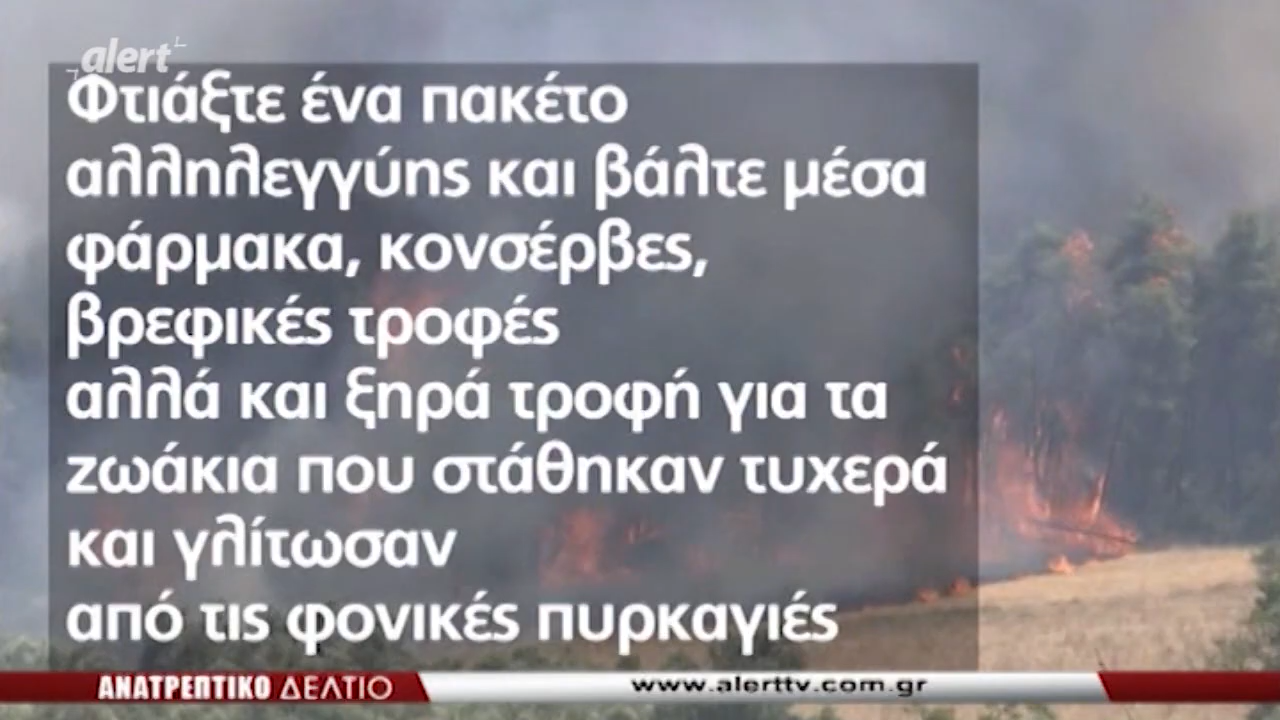 alert
Φτιάξτε ένα πακέτο
αλληλεγγύης και βάλτε μέσα
φάρμακα, κονσέρβες,
βρεφικές τροφές
αλλά και ξηρά τροφή για τα
ζωάκια που στάθηκαν τυχερά
και γλίτωσαν
από τις φονικές πυρκαγιές
ΑΝΑΤΡΕΠΤΙΚΟ ΔΕΛΤΙΟ www.alerttv.com.gr